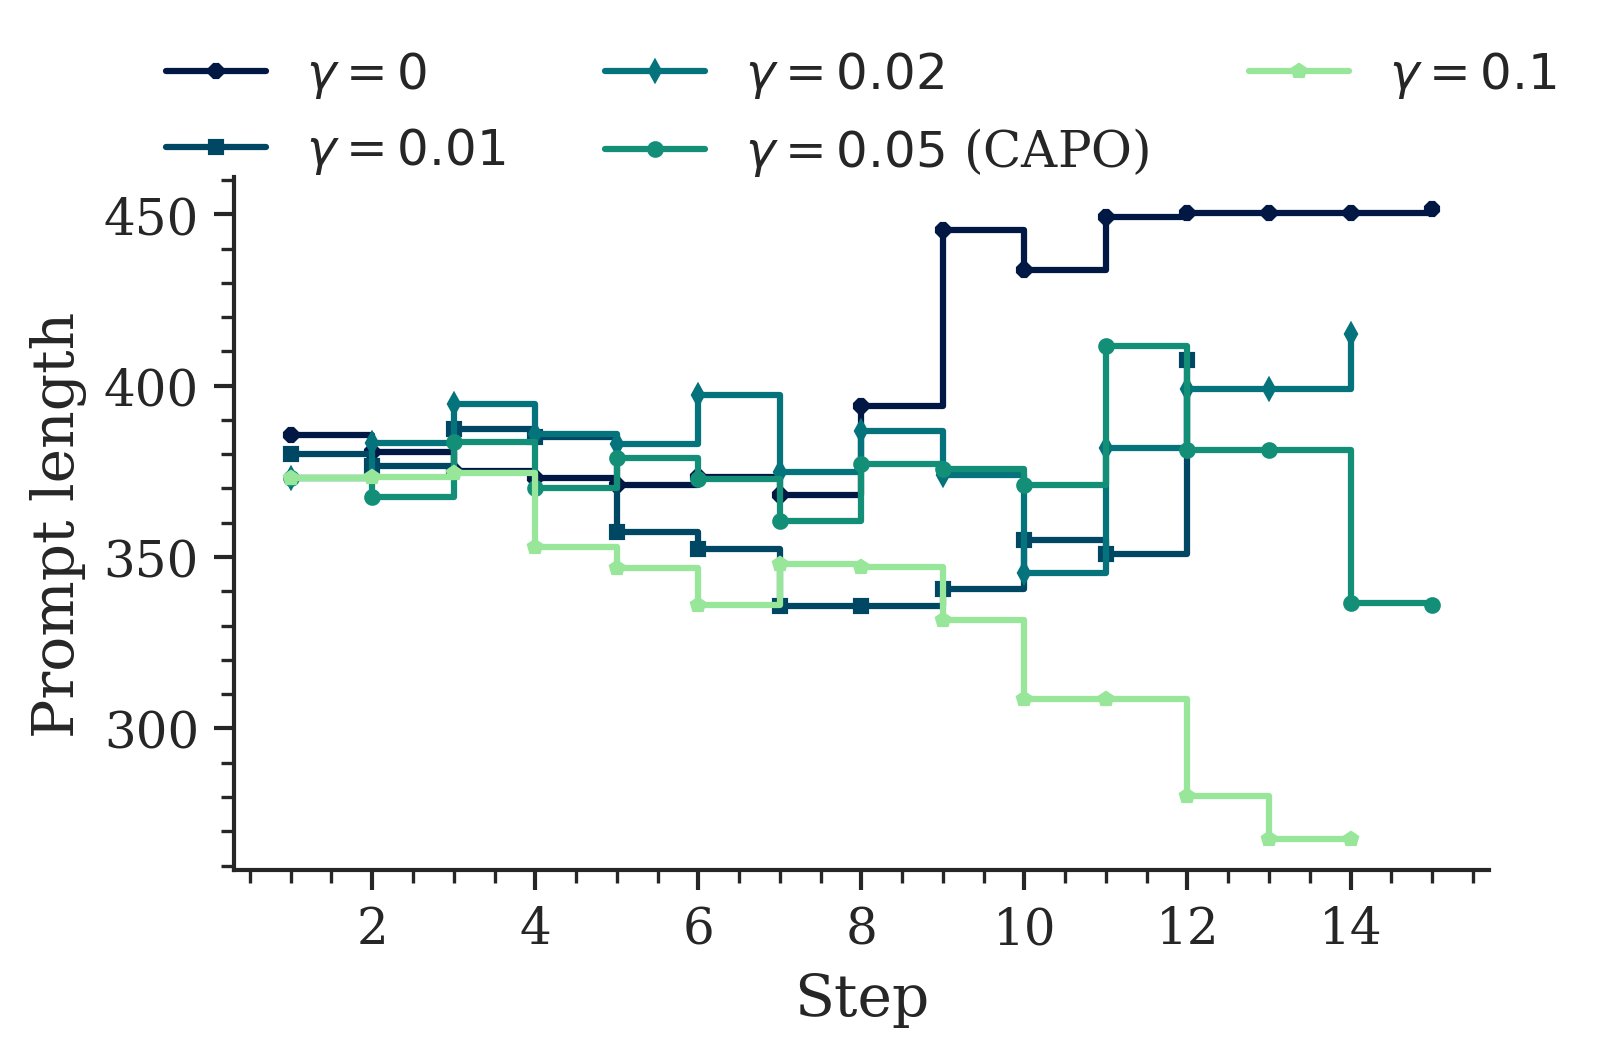 γ = 0 γ = 0.02 γ = 0.1
γ = 0.01 γ = 0.05 (CAPO)
450
400
350
300
Prompt length
2 4 6 8 10 12 14
Step